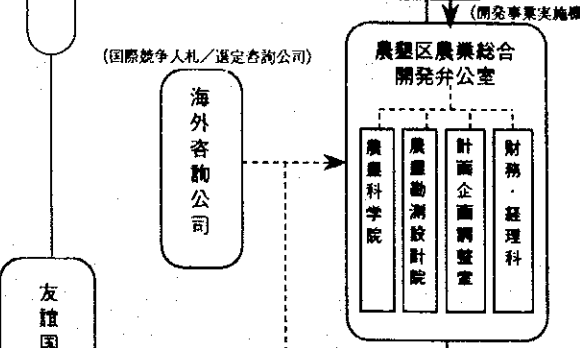 (開発事業実施機
(国際競争入札／選定咨詢公司)
農墾区農業総合
開発弁公室
海外咨詢公司
農墾科学院
農墾勘測設計院
計画企画調整室
財務・経理科
友誼国